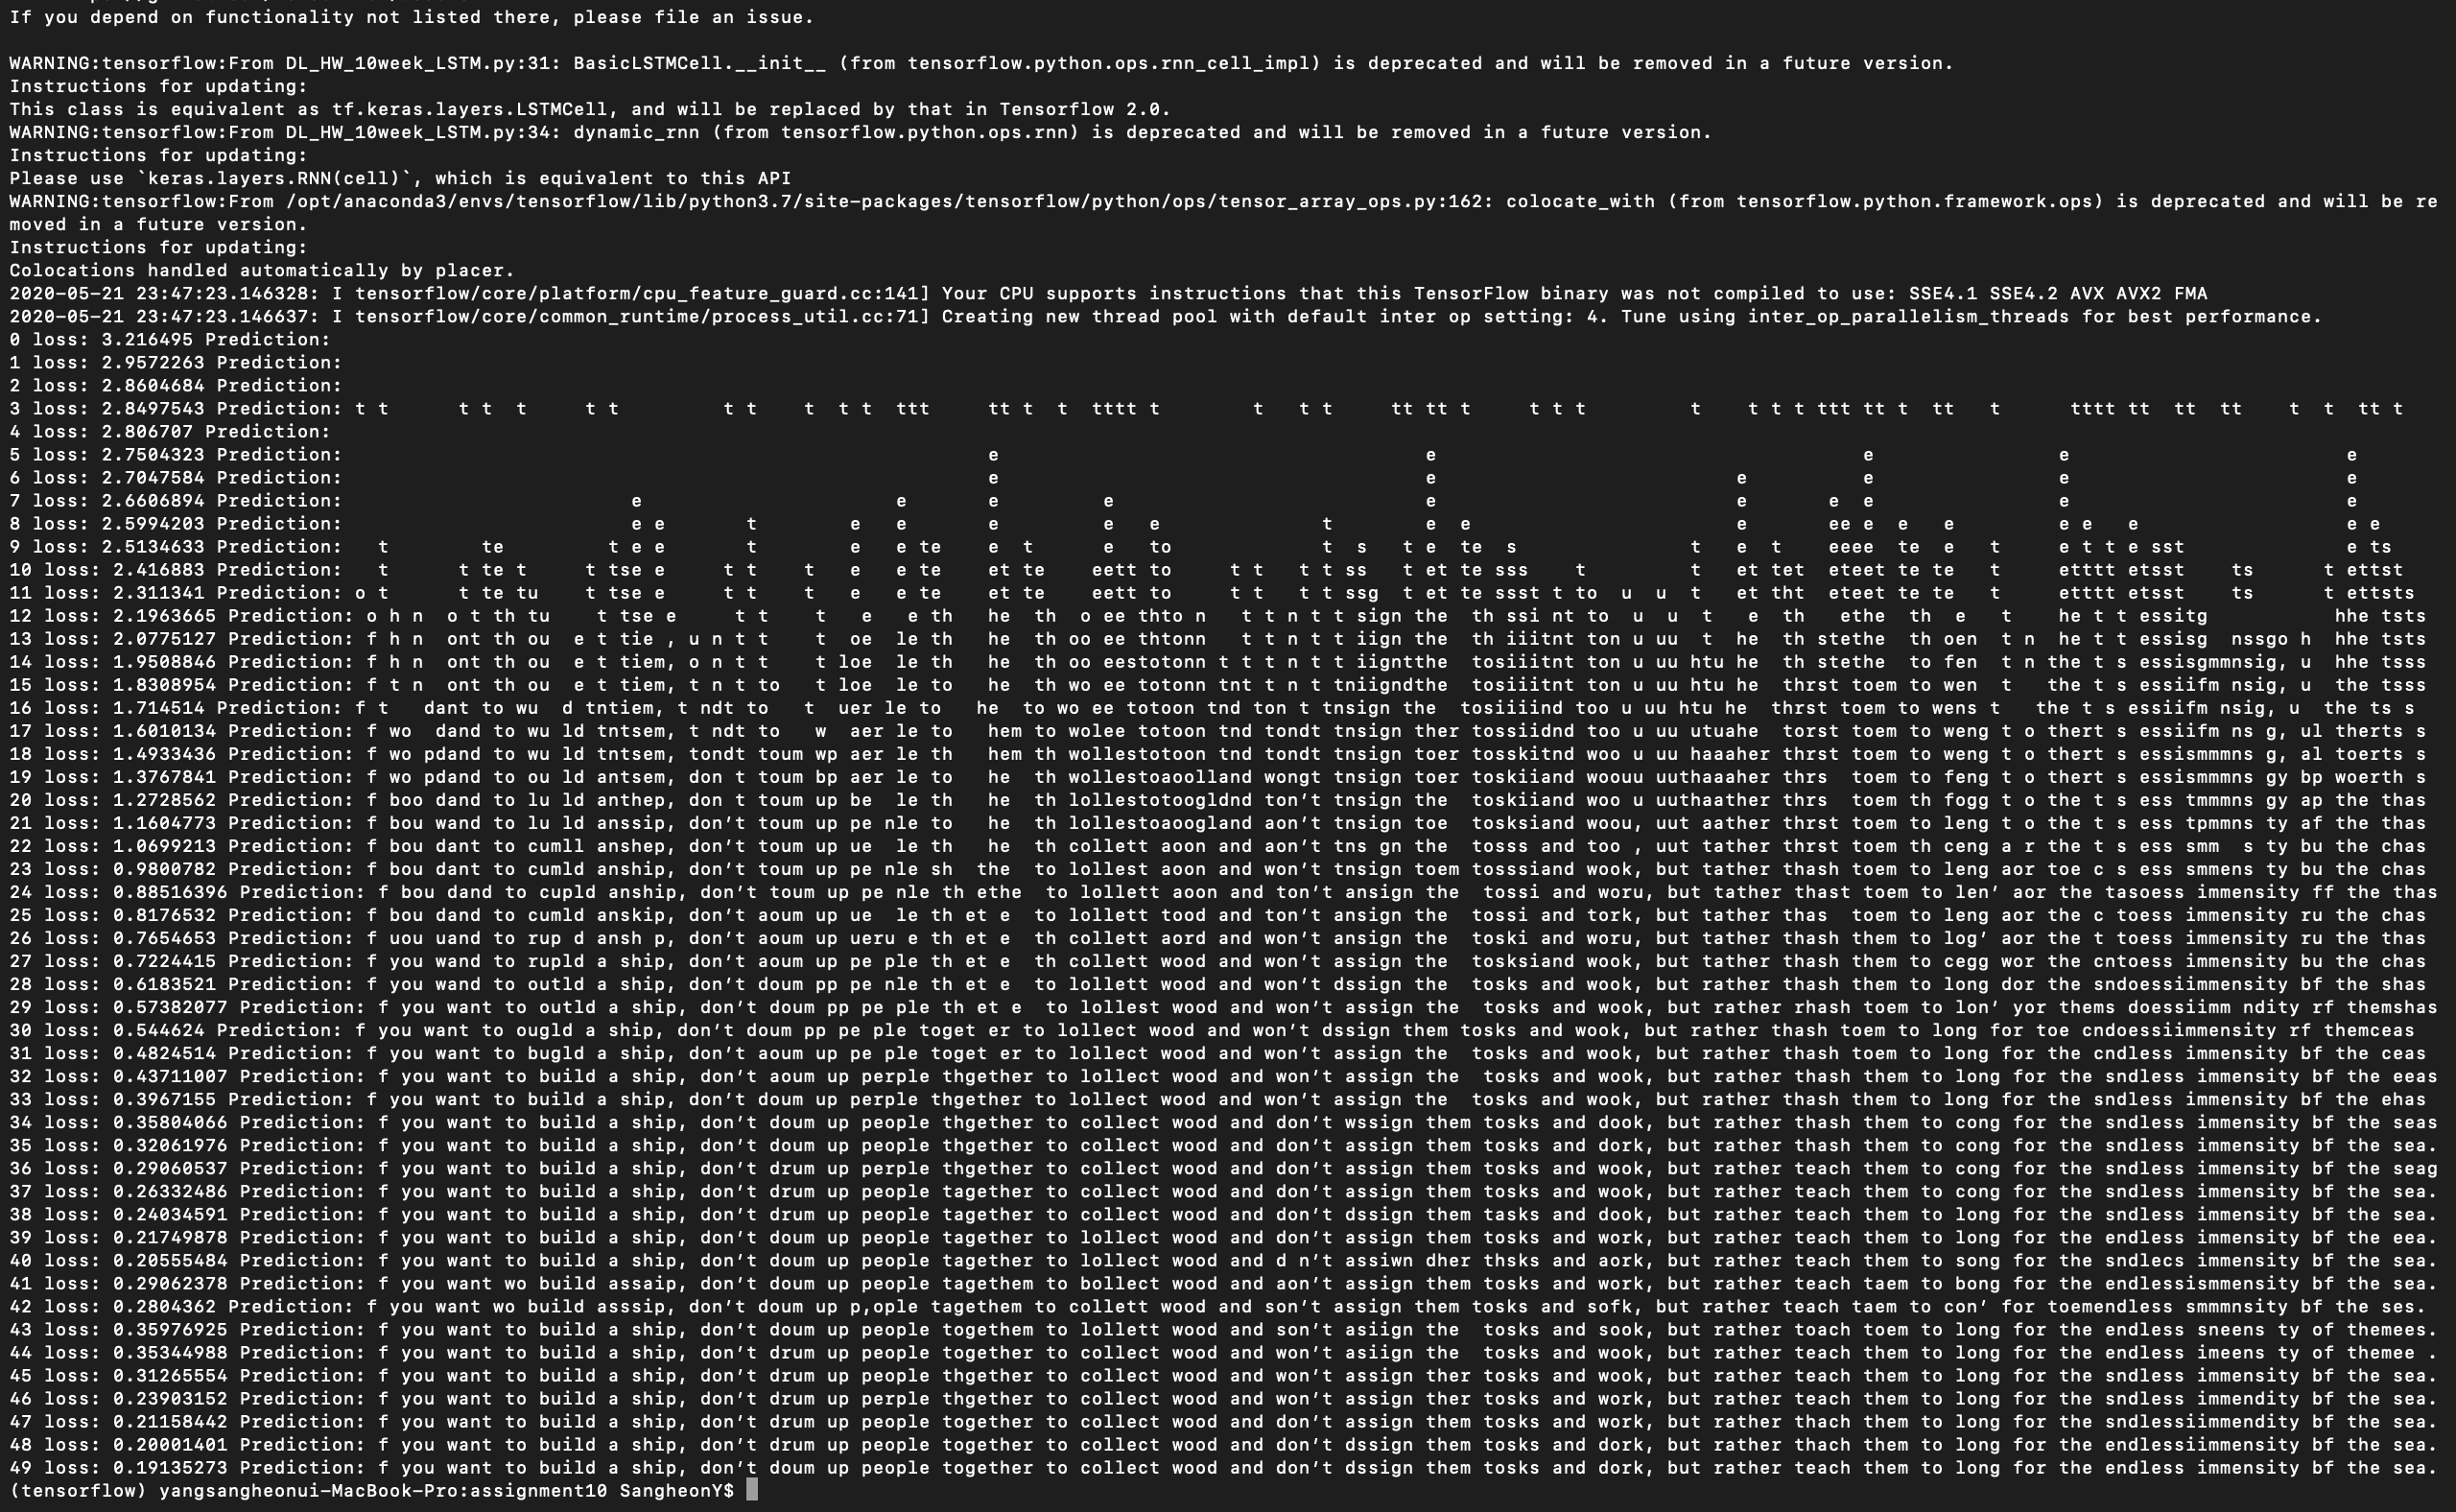 If you depend on functionality not listed there, please file an issue.

WARNING:tensorflow:From DL_HW_10week_LSTM.py:31: BasicLSTMCell.__init__ (from tensorflow.python.ops.rnn_cell_impl) is deprecated and will be removed in a future version.
Instructions for updating:
This class is equivalent as tf.keras.layers.LSTMCell, and will be replaced by that in Tensorflow 2.0.
WARNING:tensorflow:From DL_HW_10week_LSTM.py:34: dynamic_rnn (from tensorflow.python.ops.rnn) is deprecated and will be removed in a future version.
Instructions for updating:
Please use `keras.layers.RNN(cell)`, which is equivalent to this API
WARNING:tensorflow:From /opt/anaconda3/envs/tensorflow/lib/python3.7/site-packages/tensorflow/python/ops/tensor_array_ops.py:162: colocate_with (from tensorflow.python.framework.ops) is deprecated and will be re
moved in a future version.
Instructions for updating:
Colocations handled automatically by placer.
2020-05-21 23:47:23.146328: I tensorflow/core/platform/cpu_feature_guard.cc:141] Your CPU supports instructions that this TensorFlow binary was not compiled to use: SSE4.1 SSE4.2 AVX AVX2 FMA
2020-05-21 23:47:23.146637: I tensorflow/core/common_runtime/process_util.cc:71] Creating new thread pool with default inter op setting: 4. Tune using inter_op_parallelism_threads for best performance.
0 loss: 3.216495 Prediction:
1 loss: 2.9572263 Prediction:
2 loss: 2.8604684 Prediction:
3 loss: 2.8497543 Prediction: t t t t t t t t t t t t ttt tt t t tttt t t t t tt tt t t t t t t t t ttt tt t tt t tttt tt tt tt t t tt t
4 loss: 2.806707 Prediction:
5 loss: 2.7504323 Prediction: e e e e e
6 loss: 2.7047584 Prediction: e e e e e e
7 loss: 2.6606894 Prediction: e e e e e e e e e e
8 loss: 2.5994203 Prediction: e e t e e e e e t e e e ee e e e e e e e e
9 loss: 2.5134633 Prediction: t te t e e t e e te e t e to t s t e te s t e t eeee te e t e t t e sst e ts
10 loss: 2.416883 Prediction: t t te t t tse e t t t e e te et te eett to t t t t ss t et te sss t t et tet eteet te te t etttt etsst ts t ettst
11 loss: 2.311341 Prediction: o t t te tu t tse e t t t e e te et te eett to t t t t ssg t et te ssst t to u u t et tht eteet te te t etttt etsst ts t ettsts
12 loss: 2.1963665 Prediction: o h n o t th tu t tse e t t t e e th he th o ee thto n t t n t t sign the th ssi nt to u u t e th ethe th e t he t t essitg hhe tsts
13 loss: 2.0775127 Prediction: f h n ont th ou e t tie , u n t t t oe le th he th oo ee thtonn t t n t t iign the th iiitnt ton u uu t he th stethe th oen t n he t t essisg nssgo h hhe tsts
14 loss: 1.9508846 Prediction: f h n ont th ou e t tiem, o n t t t loe le th he th oo eestotonn t t t n t t iigntthe tosiiitnt ton u uu htu he th stethe to fen t n the t s essisgmmnsig, u hhe tsss
15 loss: 1.8308954 Prediction: f t n ont th ou e t tiem, t n t to t loe le to he th wo ee totonn tnt t n t tniigndthe tosiiitnt ton u uu htu he thrst toem to wen t the t s essiifm nsig, u the tsss
16 loss: 1.714514 Prediction: f t dant to wu d tntiem, t ndt to t uer le to he to wo ee totoon tnd ton t tnsign the tosiiiind too u uu htu he thrst toem to wens t the t s essiifm nsig, u the ts s
17 loss: 1.6010134 Prediction: f wo dand to wu ld tntsem, t ndt to w aer le to hem to wolee totoon tnd tondt tnsign ther tossiidnd too u uu utuahe torst toem to weng t o thert s essiifm ns g, ul therts s
18 loss: 1.4933436 Prediction: f wo pdand to wu ld tntsem, tondt toum wp aer le th hem th wollestotoon tnd tondt tnsign toer tosskitnd woo u uu haaaher thrst toem to weng t o thert s essismmmns g, al toerts s
19 loss: 1.3767841 Prediction: f wo pdand to ou ld antsem, don t toum bp aer le to he th wollestoaoolland wongt tnsign toer toskiiand woouu uuthaaaher thrs toem to feng t o thert s essismmmns gy bp woerth s
20 loss: 1.2728562 Prediction: f boo dand to lu ld anthep, don t toum up be le th he th lollestotoogldnd ton't tnsign the toskiiand woo u uuthaather thrs toem th fogg t o the t s ess tmmmns gy ap the thas
21 loss: 1.1604773 Prediction: f bou wand to lu ld anssip, don't toum up pe nle to he th lollestoaoogland aon't tnsign toe tosksiand woou, uut aather thrst toem to leng t o the t s ess tpmmns ty af the thas
22 loss: 1.0699213 Prediction: f bou dant to cumll anshep, don't toum up ue le th he th collett aoon and aon't tns gn the tosss and too , uut tather thrst toem th ceng a r the t s ess smm s ty bu the chas
23 loss: 0.9800782 Prediction: f bou dant to cumld anship, don't toum up pe nle sh the to lollest aoon and won't tnsign toem tosssiand wook, but tather thash toem to leng aor toe c s ess smmens ty bu the chas
24 loss: 0.88516396 Prediction: f bou dand to cupld anship, don't toum up pe nle th ethe to lollett aoon and ton't ansign the tossi and woru, but tather thast toem to len' aor the tasoess immensity ff the thas
25 loss: 0.8176532 Prediction: f bou dand to cumld anskip, don't aoum up ue le th et e to lollett tood and ton't ansign the tossi and tork, but tather thas toem to leng aor the c toess immensity ru the chas
26 loss: 0.7654653 Prediction: f uou uand to rup d ansh p, don't aoum up ueru e th et e th collett aord and won't ansign the toski and woru, but tather thash them to log' aor the t toess immensity ru the thas
27 loss: 0.7224415 Prediction: f you wand to rupld a ship, don't aoum up pe ple th et e th collett wood and won't assign the tosksiand wook, but tather thash them to cegg wor the cntoess immensity bu the chas
28 loss: 0.6183521 Prediction: f you wand to outld a ship, don't doum pp pe nle th et e to lollett wood and won't dssign the tosks and wook, but rather thash them to long dor the sndoessiimmensity bf the shas
29 loss: 0.57382077 Prediction: f you want to outld a ship, don't doum pp pe ple th et e to lollest wood and won't assign the tosks and wook, but rather rhash toem to lon' yor thems doessiimm ndity rf themshas
30 loss: 0.544624 Prediction: f you want to ougld a ship, don't doum pp pe ple toget er to lollect wood and won't dssign them tosks and wook, but rather thash toem to long for toe cndoessiimmensity rf themceas
31 loss: 0.4824514 Prediction: f you want to bugld a ship, don't aoum up pe ple toget er to lollect wood and won't assign the tosks and wook, but rather thash toem to long for the cndless immensity bf the ceas
32 loss: 0.43711007 Prediction: f you want to build a ship, don't aoum up perple thgether to lollect wood and won't assign the tosks and wook, but rather thash them to long for the sndless immensity bf the eeas
33 loss: 0.3967155 Prediction: f you want to build a ship, don't doum up perple thgether to lollect wood and won't assign the tosks and wook, but rather thash them to long for the sndless immensity bf the ehas
34 loss: 0.35804066 Prediction: f you want to build a ship, don't doum up people thgether to collect wood and don't wssign them tosks and dook, but rather thash them to cong for the sndless immensity bf the seas
35 loss: 0.32061976 Prediction: f you want to build a ship, don't doum up people thgether to collect wood and don't assign them tosks and dork, but rather thash them to cong for the sndless immensity bf the sea.
36 loss: 0.29060537 Prediction: f you want to build a ship, don't drum up perple thgether to collect wood and don't assign them tosks and wook, but rather teach them to cong for the sndless immensity bf the seag
37 loss: 0.26332486 Prediction: f you want to build a ship, don't drum up people tagether to collect wood and don't assign them tosks and wook, but rather teach them to cong for the sndless immensity bf the sea.
38 loss: 0.24034591 Prediction: f you want to build a ship, don't drum up people tagether to collect wood and don't dssign them tasks and dook, but rather teach them to long for the sndless immensity bf the sea.
39 loss: 0.21749878 Prediction: f you want to build a ship, don't doum up people tagether to lollect wood and don't assign them tosks and work, but rather teach them to long for the sndless immensity bf the eea.
40 loss: 0.20555484 Prediction: f you want to build a ship, don't doum up people tagether to lollect wood and d n't assiwn dher thsks and aork, but rather teach them to song for the sndlecs immensity bf the sea.
41 loss: 0.29062378 Prediction: f you want wo build assaip, don't doum up people tagethem to bollect wood and aon't assign them tosks and work, but rather teach taem to bong for the endlessismmensity bf the sea.
42 loss: 0.2804362 Prediction: f you want wo build asssip, don't doum up p,ople tagethem to collett wood and son't assign them tosks and sofk, but rather teach taem to con' for toemendless smmmnsity bf the ses.
43 loss: 0.35976925 Prediction: f you want to build a ship, don't doum up people togethem to lollett wood and son't asiign the tosks and sook, but rather toach toem to long for the endless sneens ty of themees.
44 loss: 0.35344988 Prediction: f you want to build a ship, don't drum up people togethem to collect wood and won't asiign the tosks and wook, but rather teach them to long for the endless imeens ty of themee .
45 loss: 0.31265554 Prediction: f you want to build a ship, don't drum up people thgether to collect wood and won't assign ther tosks and wook, but rather teach them to long for the endless immensity bf the sea.
46 loss: 0.23903152 Prediction: f you want to build a ship, don't drum up perple thgether to collect wood and won't assign ther tosks and work, but rather teach them to long for the sndless immendity bf the sea.
47 loss: 0.21158442 Prediction: f you want to build a ship, don't drum up people together to collect wood and don't assign them tosks and work, but rather thach them to long for the sndlessiimmendity bf the sea.
48 loss: 0.20001401 Prediction: f you want to build a ship, don't drum up people together to collect wood and don't dssign them tosks and dork, but rather thach them to long for the endlessiimmensity bf the sea.
49 loss: 0.19135273 Prediction: f you want to build a ship, don't doum up people together to collect wood and don't dssign them tosks and dork, but rather teach them to long for the endless immensity bf the sea.
(tensorflow) yangsangheonui-MacBook-Pro:assignment10 SangheonY$